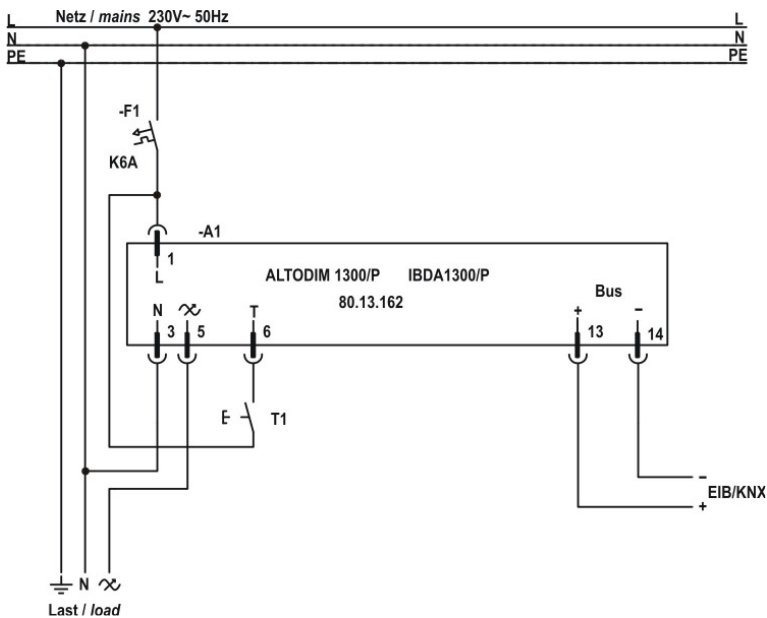 Netz / mains 230V~ 50Hz
L L
N N
PE PE
-F1
K6A
-A1
1
L
ALTODIM 1300/P IBDA1300/P
80.13.162
Bus
N T + -
3 5 6 13 14
T1
-
EIB/KNX
+
N
Last / load